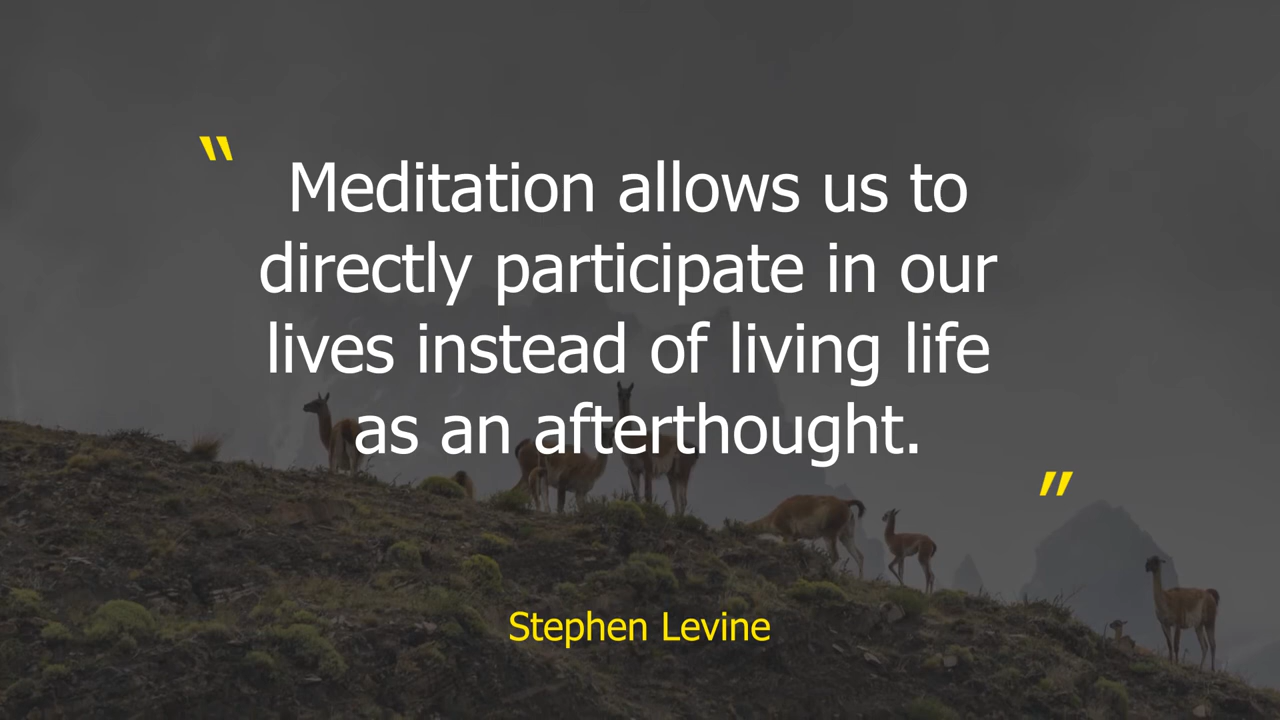 “
Meditation allows us to
directly participate in our
lives instead of living life
as an afterthought.
”
Stephen Levine